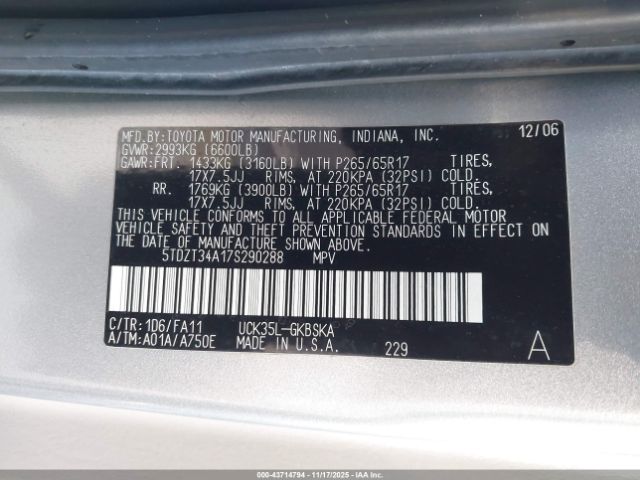 MFD.BY:TOYOTA MOTOR MANUFACTURING, INDIANA, INC. 12/06
GVWR:2993KG (6600LB)
GAWR:FRT. 1433KG (3160LB) WITH P265/65R17 TIRES,
17X7.5JJ RIMS, AT 220KPA (32PSI) COLD.
RR. 1769KG (3900LB) WITH P265/65R17 TIRES,
17X7.5JJ RIMS, AT 220KPA (32PSI) COLD.
THIS VEHICLE CONFORMS TO ALL APPLICABLE FEDERAL MOTOR
VEHICLE SAFETY AND THEFT PREVENTION STANDARDS IN EFFECT ON
THE DATE OF MANUFACTURE SHOWN ABOVE.
5TDZT34A17S290288 MPV
C/TR:1D6/FA11 UCK35L-GKBSKA
A/TM:A01A/A750E MADE IN U.S.A. 229 A
000-43714794 - 11/17/2025 - IAAI.COM